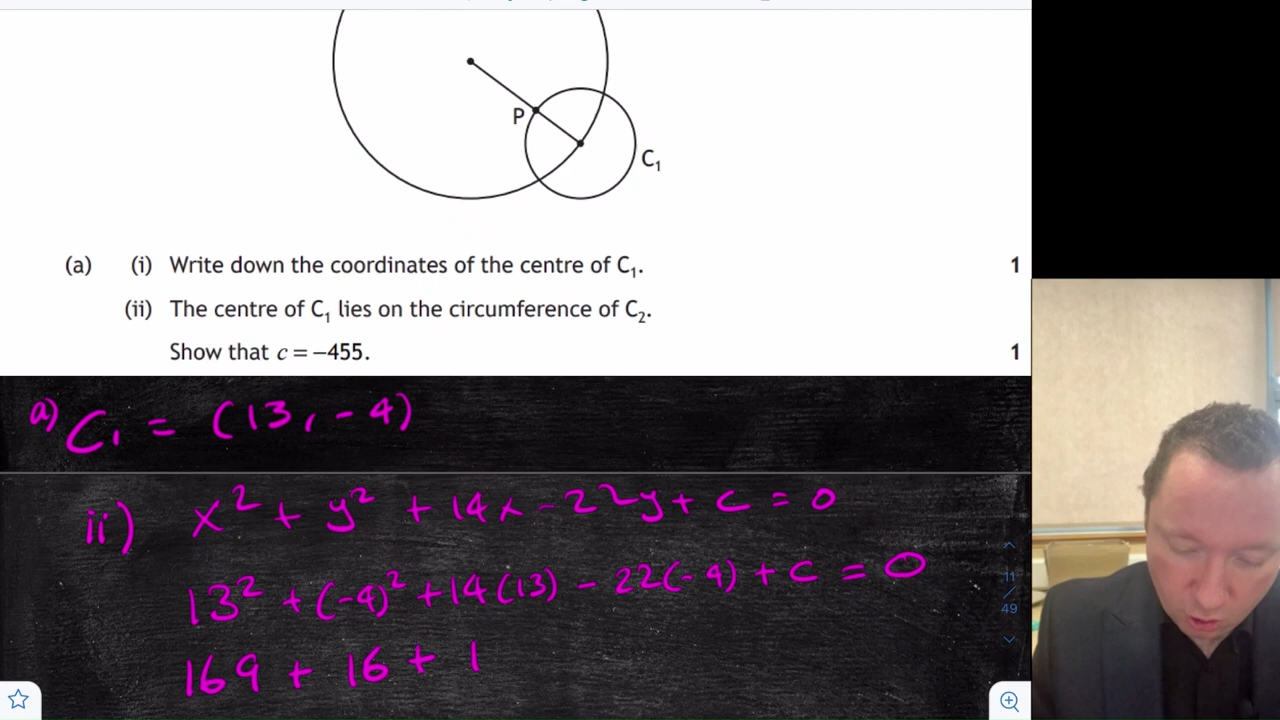 P
C₁
(a) (i) Write down the coordinates of the centre of C₁. 1
(ii) The centre of C₁ lies on the circumference of C₂.
Show that c = −455. 1
a) C₁ = (13, -4)
ii) x² + y² + 14x - 22y + c = 0
13² + (-4)² + 14(13) - 22(-4) + c = 0
169 + 16 + 1
11
/
49